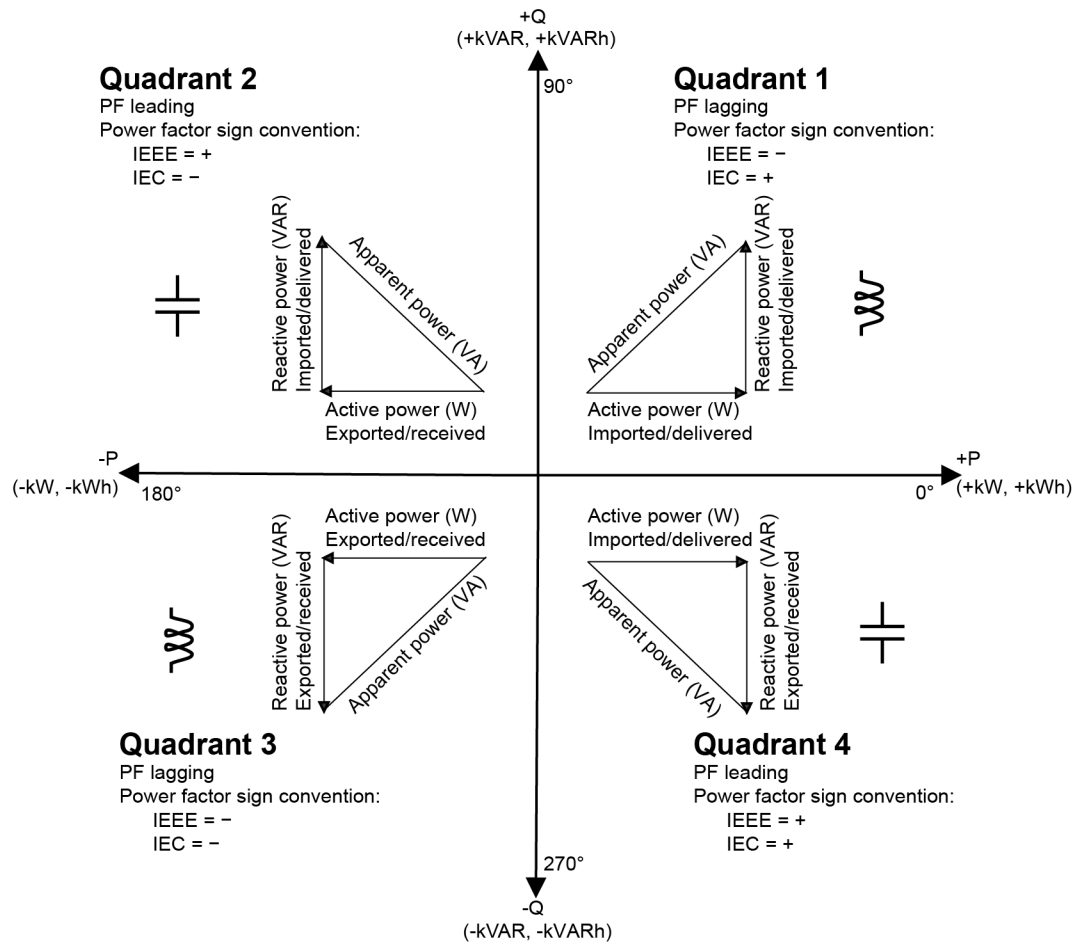 +Q
(+kVAR, +kVARh)
90°
Quadrant 2
PF leading
Power factor sign convention:
IEEE = +
IEC = −
Reactive power (VAR)
Imported/delivered
Apparent power (VA)
Active power (W)
Exported/received
Quadrant 1
PF lagging
Power factor sign convention:
IEEE = −
IEC = +
Apparent power (VA)
Reactive power (VAR)
Imported/delivered
Active power (W)
Imported/delivered
-P
(-kW, -kWh)
180°
0°
+P
(+kW, +kWh)
Active power (W)
Exported/received
Reactive power (VAR)
Exported/received
Apparent power (VA)
Quadrant 3
PF lagging
Power factor sign convention:
IEEE = −
IEC = −
Active power (W)
Imported/delivered
Apparent power (VA)
Reactive power (VAR)
Exported/received
Quadrant 4
PF leading
Power factor sign convention:
IEEE = +
IEC = +
270°
-Q
(-kVAR, -kVARh)